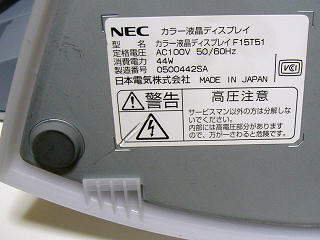 NEC カラー液晶ディスプレイ
型　名 カラー液晶ディスプレイ F15T51
定格電圧 AC100V 50/60Hz
消費電力 44W
製造番号 0500442SA
日本電気株式会社 MADE IN JAPAN
VCI
警告 高圧注意
サービスマン以外の方は分解しな
いでください。
内部には高電圧部分があります
ので、万が一さわると危険です。